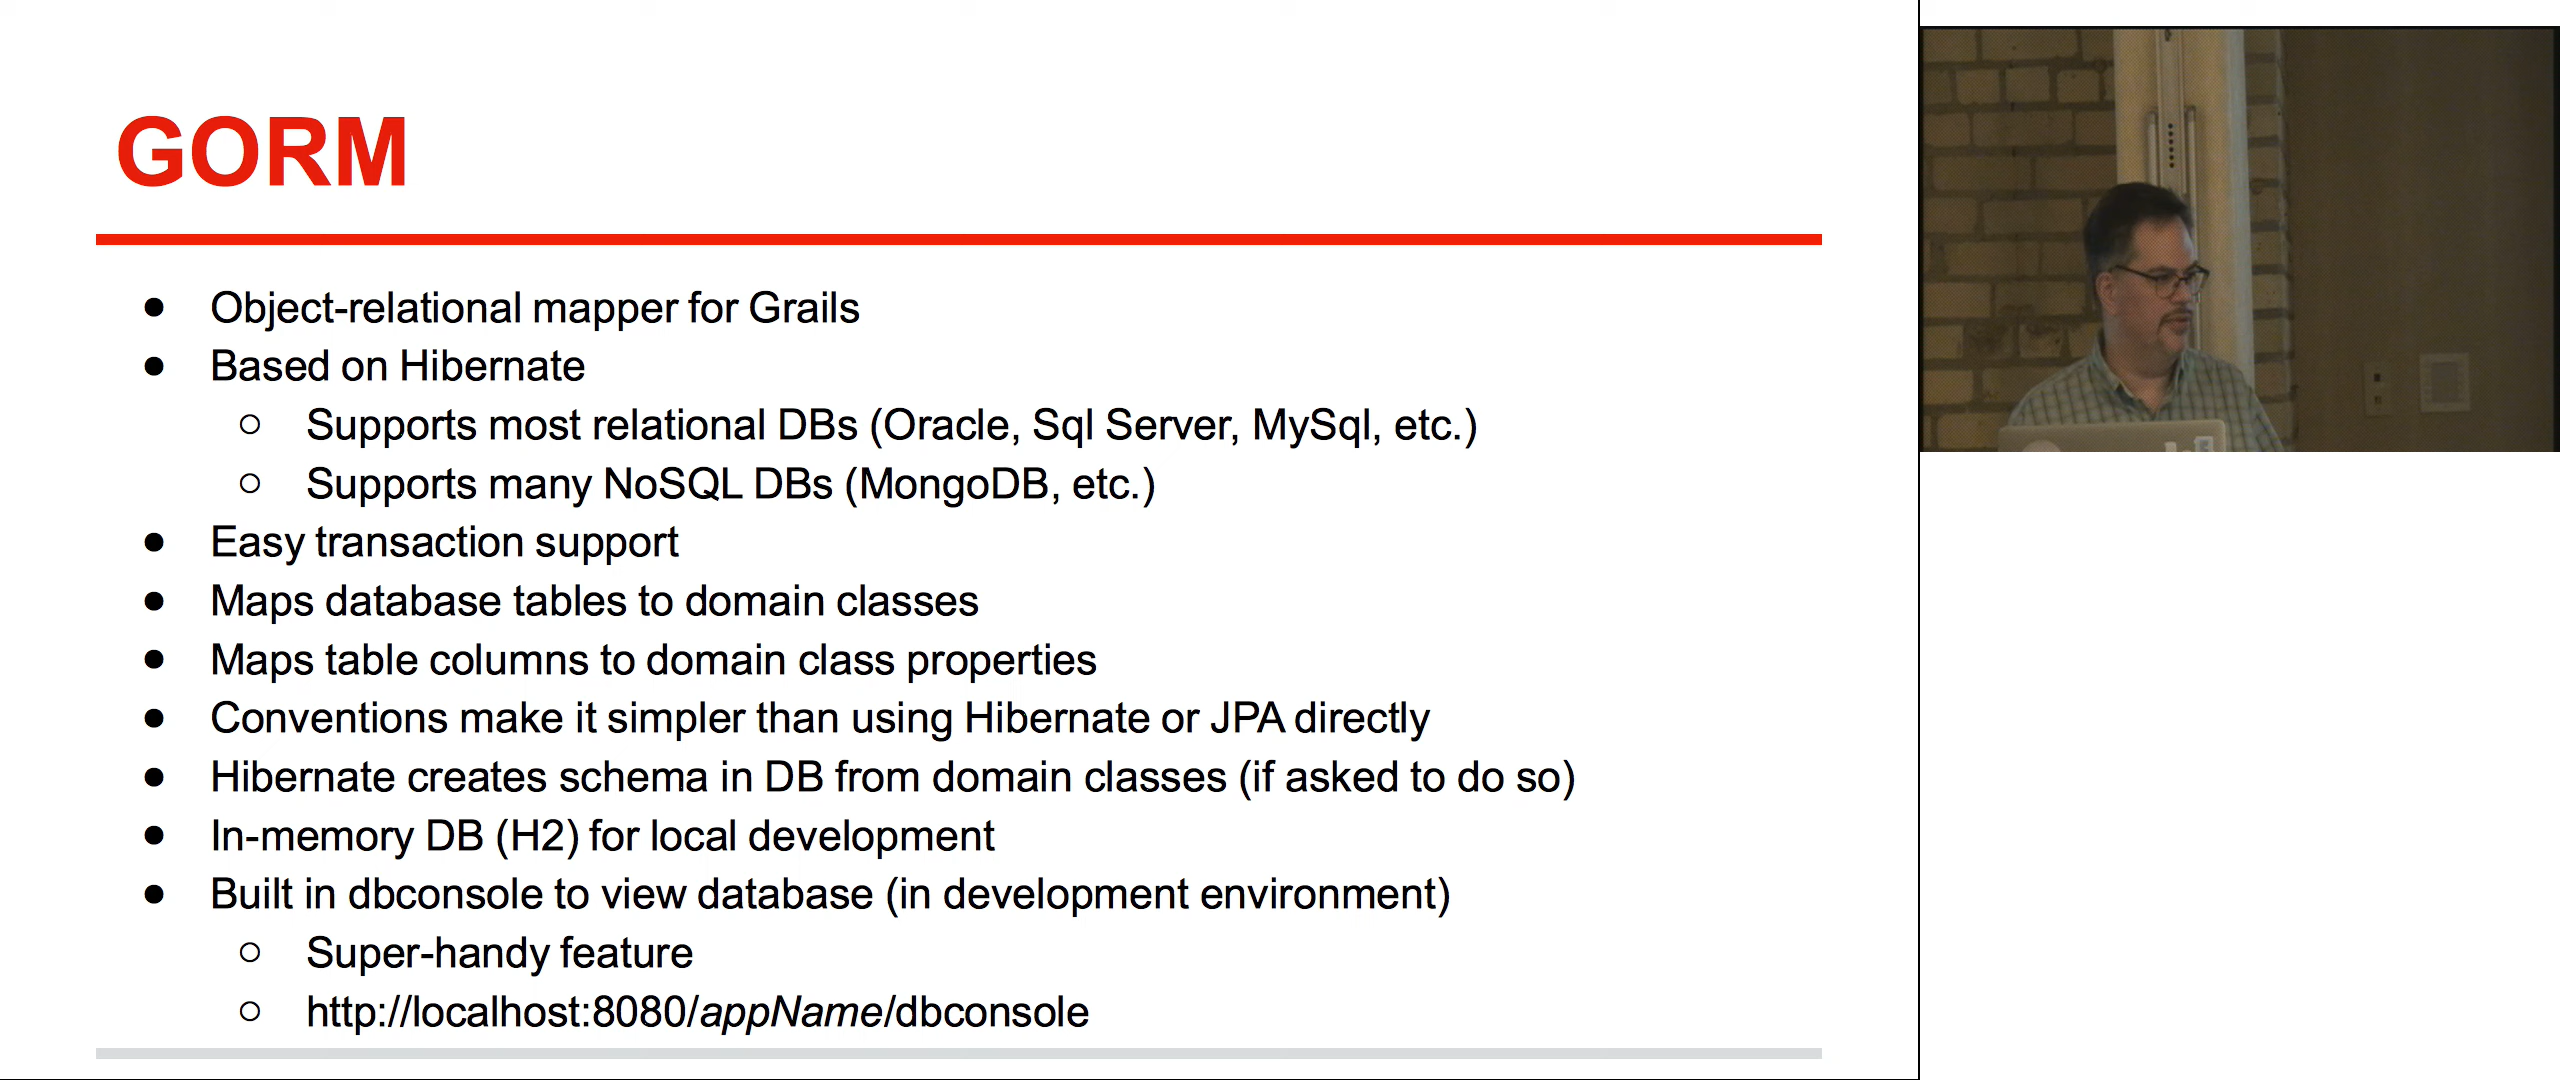 GORM
● Object-relational mapper for Grails
● Based on Hibernate
○ Supports most relational DBs (Oracle, Sql Server, MySql, etc.)
○ Supports many NoSQL DBs (MongoDB, etc.)
● Easy transaction support
● Maps database tables to domain classes
● Maps table columns to domain class properties
● Conventions make it simpler than using Hibernate or JPA directly
● Hibernate creates schema in DB from domain classes (if asked to do so)
● In-memory DB (H2) for local development
● Built in dbconsole to view database (in development environment)
○ Super-handy feature
○ http://localhost:8080/appName/dbconsole